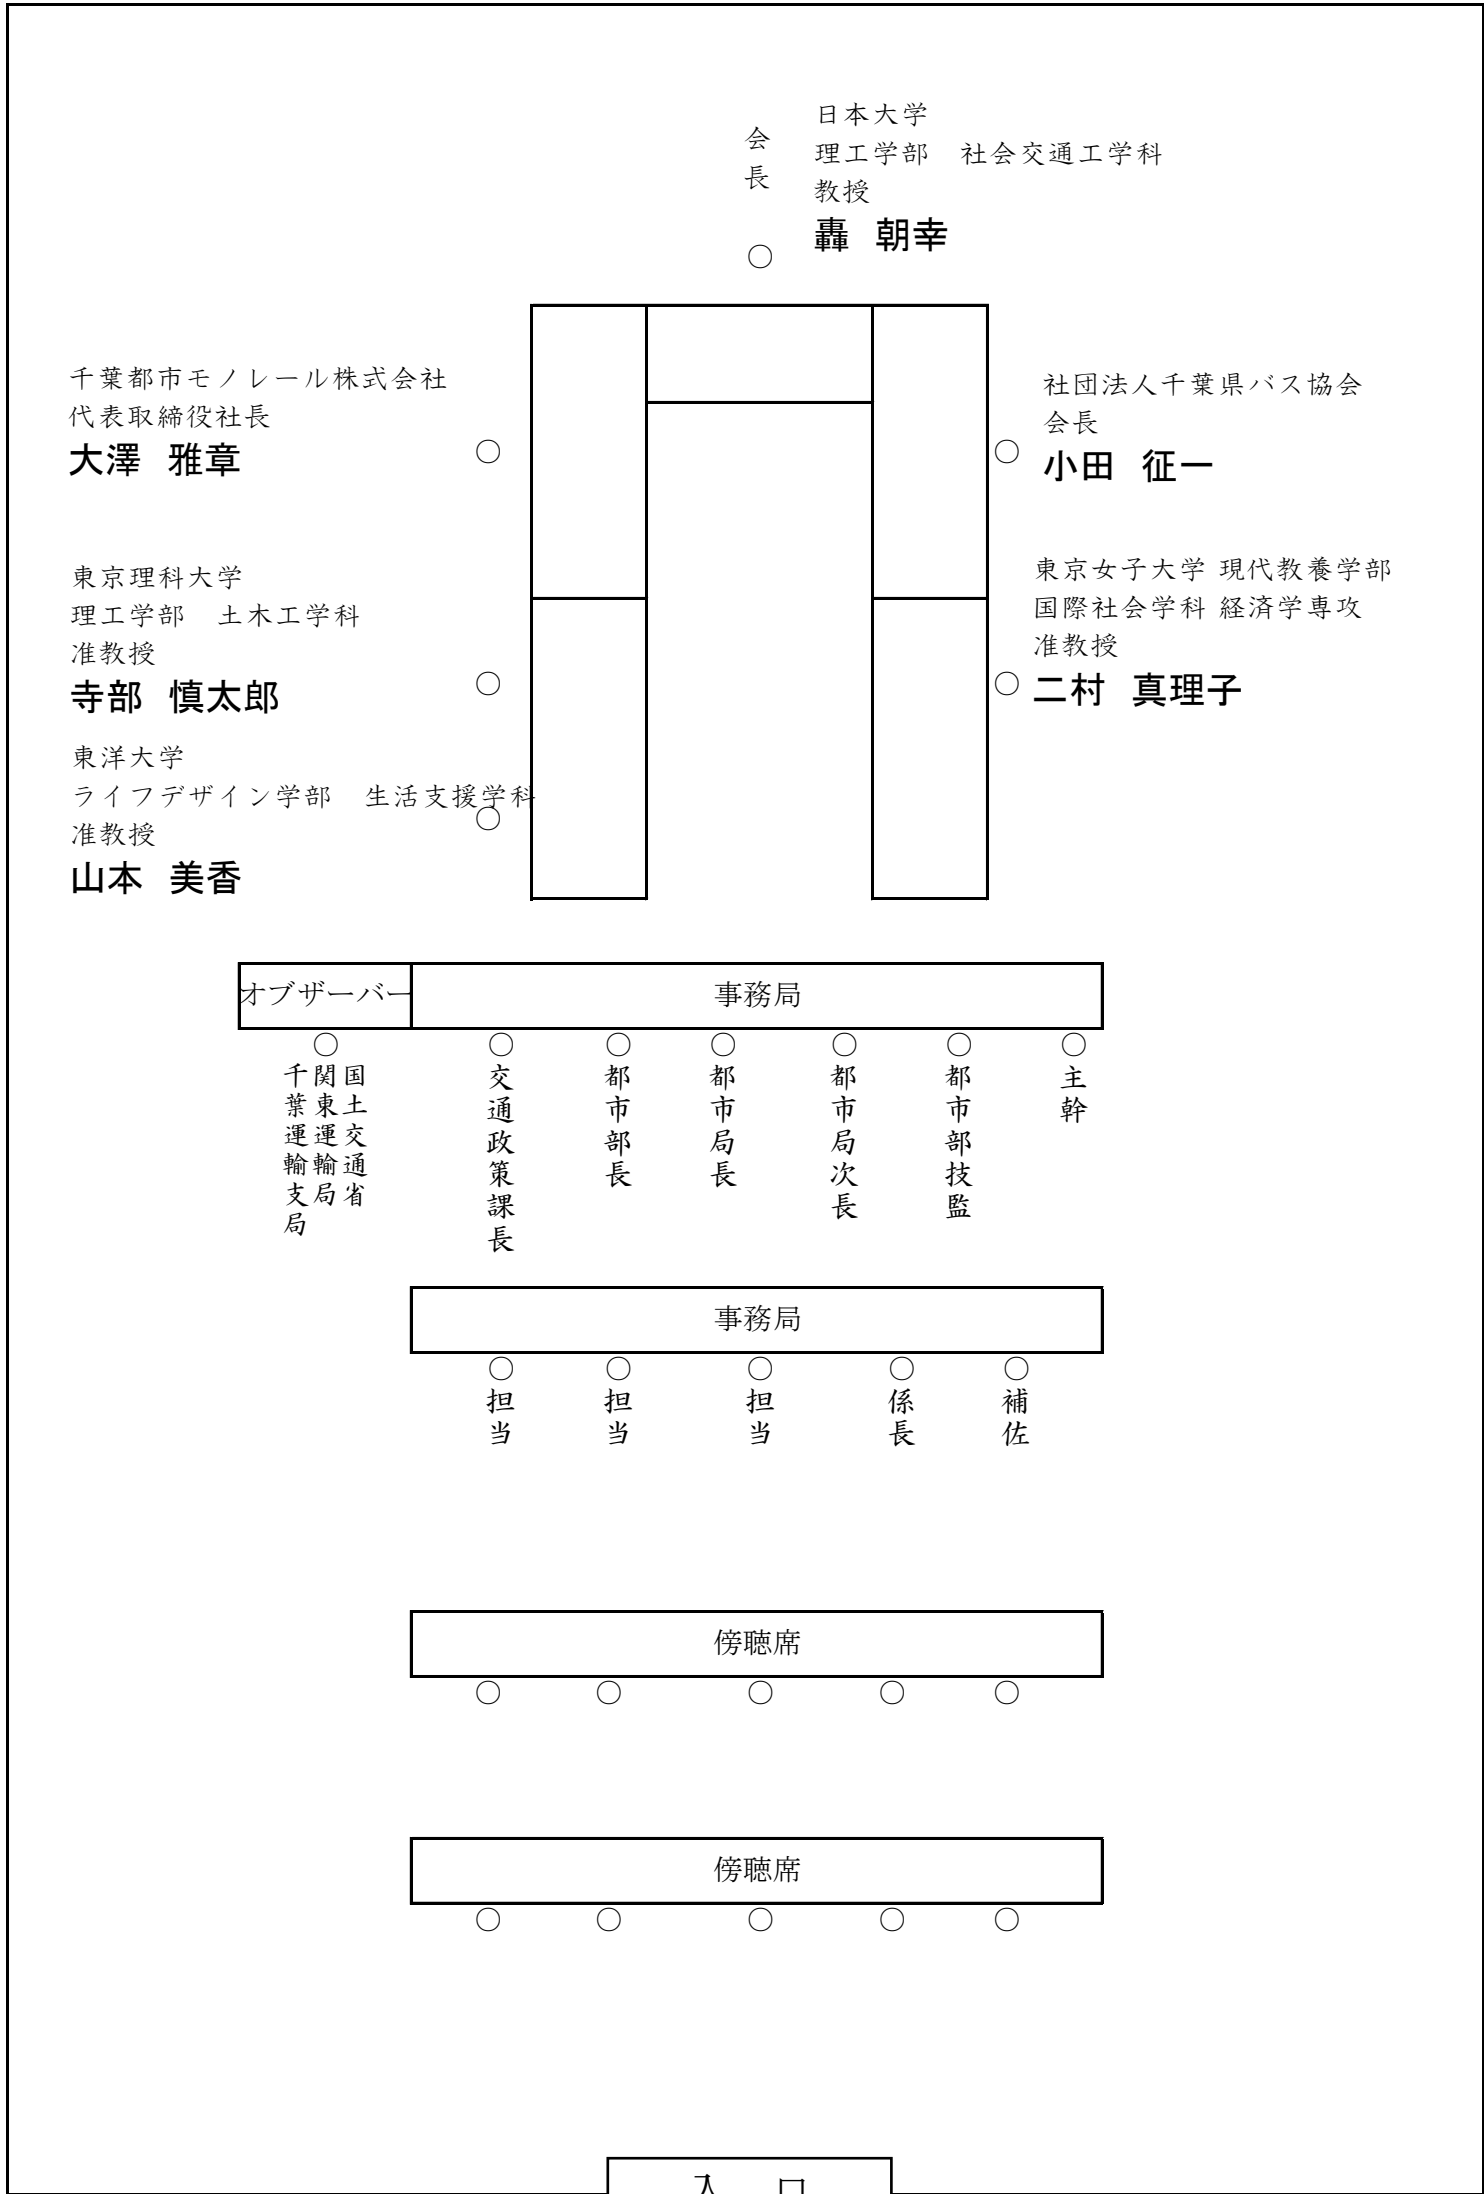 会長
日本大学
理工学部　社会交通工学科
教授
轟　朝幸
○
千葉都市モノレール株式会社
代表取締役社長
大澤　雅章
○
○
社団法人千葉県バス協会
会長
小田　征一
東京理科大学
理工学部　土木工学科
准教授
寺部　慎太郎
○
○
東京女子大学 現代教養学部
国際社会学科 経済学専攻
准教授
二村　真理子
東洋大学
ライフデザイン学部　生活支援学科
准教授
山本　美香
○
オブザーバー
事務局
○ ○ ○ ○ ○ ○ ○
国土交通省
関東運輸局
千葉運輸支局
交通政策課長
都市部長
都市局長
都市局次長
都市部技監
主幹
事務局
○ ○ ○ ○ ○
担当
担当
担当
係長
補佐
傍聴席
○ ○ ○ ○ ○
傍聴席
○ ○ ○ ○ ○
入　口